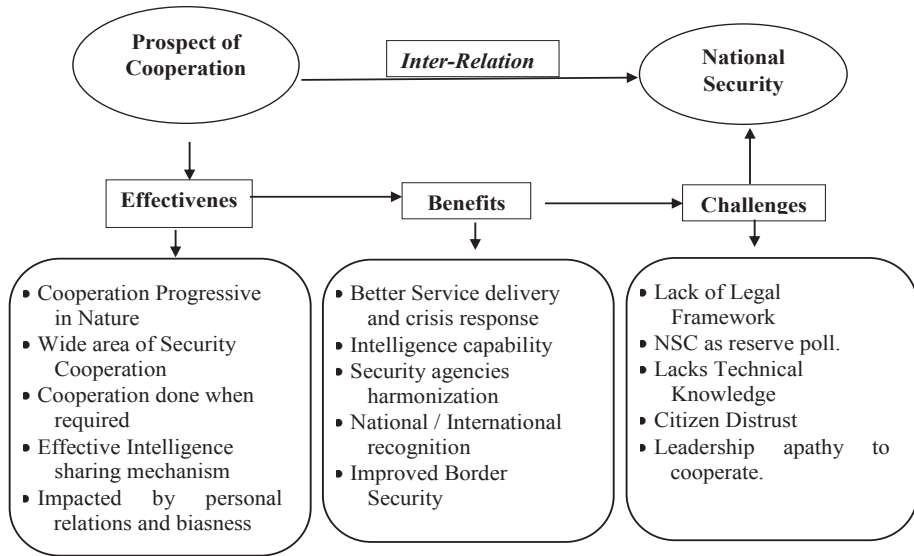 Prospect of
Cooperation
Inter-Relation
National
Security
Effectivenes
Benefits
Challenges
• Cooperation Progressive
in Nature
• Wide area of Security
Cooperation
• Cooperation done when
required
• Effective Intelligence
sharing mechanism
• Impacted by personal
relations and biasness
• Better Service delivery
and crisis response
• Intelligence capability
• Security agencies
harmonization
• National / International
recognition
• Improved Border
Security
• Lack of Legal
Framework
• NSC as reserve poll.
• Lacks Technical
Knowledge
• Citizen Distrust
• Leadership apathy to
cooperate.